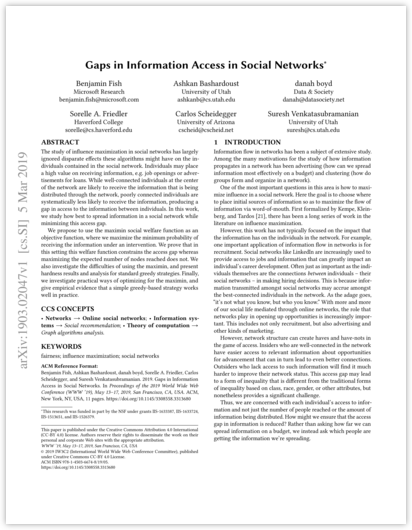 Gaps in Information Access in Social Networks*
Benjamin Fish
Microsoft Research
benjamin.fish@microsoft.com
Ashkan Bashardoust
University of Utah
ashkanb@cs.utah.edu
danah boyd
Data & Society
danah@datasociety.net
Sorelle A. Friedler
Haverford College
sorelle@cs.haverford.edu
Carlos Scheidegger
University of Arizona
cscheid@cscheid.net
Suresh Venkatasubramanian
University of Utah
suresh@cs.utah.edu
arXiv:1903.02047v1 [cs.SI] 5 Mar 2019
ABSTRACT
The study of influence maximization in social networks has largely
ignored disparate effects these algorithms might have on the indi-
viduals contained in the social network. Individuals may place
a high value on receiving information, e.g. job openings or adver-
tisements for loans. While well-connected individuals at the center
of the network are likely to receive the information that is being
distributed through the network, poorly connected individuals are
systematically less likely to receive the information, producing a
gap in access to the information between individuals. In this work,
we study how best to spread information in a social network while
minimizing this access gap.
We propose to use the maximin social welfare function as an
objective function, where we maximize the minimum probability of
receiving the information under an intervention. We prove that in
this setting this welfare function constrains the access gap whereas
maximizing the expected number of nodes reached does not. We
also investigate the difficulties of using the maximin, and present
hardness results and analysis for standard greedy strategies. Finally,
we investigate practical ways of optimizing for the maximin, and
give empirical evidence that a simple greedy-based strategy works
well in practice.
CCS CONCEPTS
• Networks → Online social networks; • Information sys-
tems → Social recommendation; • Theory of computation →
Graph algorithms analysis.
KEYWORDS
fairness; influence maximization; social networks
ACM Reference Format:
Benjamin Fish, Ashkan Bashardoust, danah boyd, Sorelle A. Friedler, Carlos
Scheidegger, and Suresh Venkatasubramanian. 2019. Gaps in Information
Access in Social Networks. In Proceedings of the 2019 World Wide Web
Conference (WWW '19), May 13–17, 2019, San Francisco, CA, USA. ACM,
New York, NY, USA, 11 pages. https://doi.org/10.1145/3308558.3313680
*This research was funded in part by the NSF under grants
This paper is published under the Creative Commons Attribution 4.0 International
(CC-BY 4.0) license. Authors reserve their rights to disseminate the work on their
personal and corporate Web sites with the appropriate attribution.
WWW '19, May 13–17, 2019, San Francisco, CA, USA
© 2019 IW3C2 (International World Wide Web Conference Committee), published
under Creative Commons CC-BY 4.0 License.
ACM ISBN 978-1-4503-6674-8/19/05.
https://doi.org/10.1145/3308558.3313680
1 INTRODUCTION
Information flow in networks has been a subject of extensive study.
Among the many motivations for the study of how information
propagates in a network has been advertising (how can we spread
information most effectively on a budget) and clustering (how do
groups form and organize in a network).
One of the most important questions in this area is how to maxi-
mize influence in a social network. Here the goal is to choose where
to place initial sources of information so as to maximize the flow of
information via word-of-mouth. First formalized by Kempe, Klein-
berg, and Tardos [21], there has been a long series of work in the
literature on influence maximization.
However, this work has not typically focused on the impact that
the information has on the individuals in the network. For example,
one important application of information flow in networks is for
recruitment. Social networks like LinkedIn are increasingly used to
provide access to jobs and information that can greatly impact an
individual's career development. Often just as important as the indi-
viduals themselves are the connections between individuals – their
social networks – in making hiring decisions. This is because infor-
mation transmitted amongst social networks may accrue amongst
the best-connected individuals in the network. As the adage goes,
"it's not what you know, but who you know." With more and more
of our social life mediated through online networks, the role that
networks play in opening up opportunities is increasingly impor-
tant. This includes not only recruitment, but also advertising and
other kinds of marketing.
However, network structure can create haves and have-nots in
the game of access. Insiders who are well-connected in the network
have easier access to relevant information about opportunities
for advancement that can in turn lead to even better connections.
Outsiders who lack access to such information will find it much
harder to improve their network status. This access gap may lead
to a form of inequality that is different from the traditional forms
of inequality based on class, race, gender, or other attributes, but
nonetheless provides a significant challenge.
Thus, we are concerned with each individual's access to infor-
mation and not just the number of people reached or the amount of
information being distributed. How might we ensure that the access
gap in information is reduced? Rather than asking how far we can
spread information on a budget, we instead ask which people are
getting the information we're spreading.